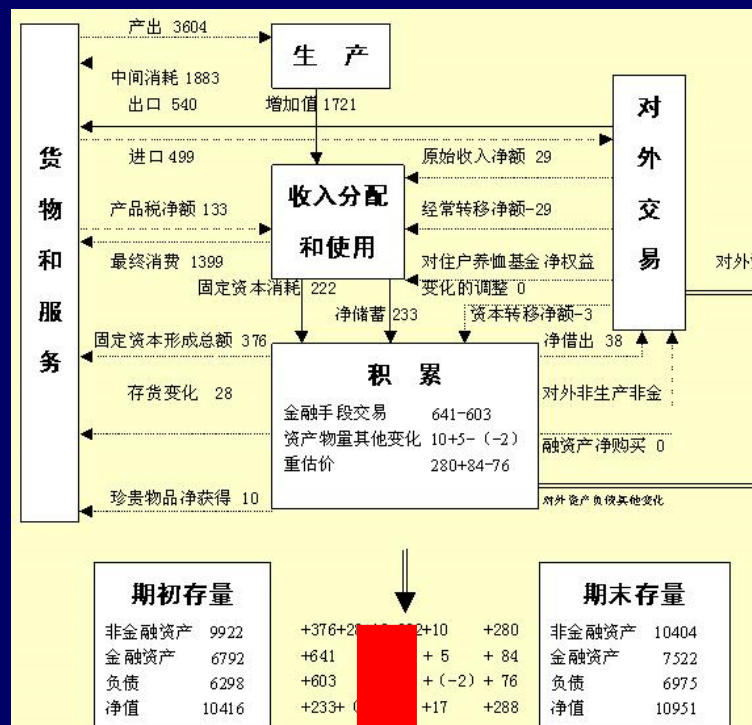 产出 3604
生 产
中间消耗 1883
出口 540
增加值 1721
对外交易
货物和服务
进口 499
原始收入净额 29
收入分配
和使用
产品税净额 133
经常转移净额-29
最终消费 1399
对住户养恤基金净权益
变化的调整 0
对外
固定资本消耗 222
净储蓄 233
资本转移净额-3
固定资本形成总额 376
净借出 38
积 累
存货变化 28
对外非生产非金
融资产净购买 0
金融手段交易 641-603
资产物量其他变化 10+5-(-2)
重估价 280+84-76
珍贵物品净获得 10
对外资产负债其他变化
期初存量
非金融资产 9922
金融资产 6792
负债 6298
净值 10416
+376+2 +10 +280
+641 + 5 + 84
+603 +(-2) + 76
+233+ +17 +288
期末存量
非金融资产 10404
金融资产 7522
负债 6975
净值 10951